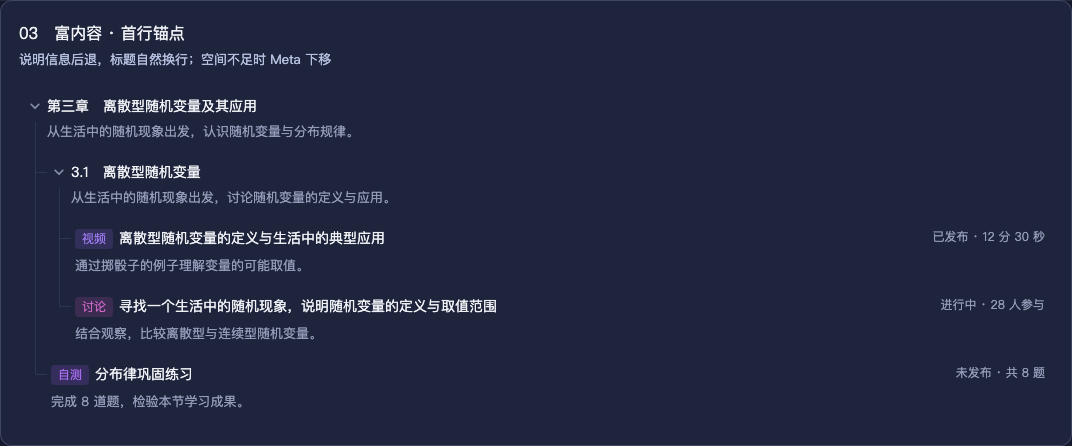 03 富内容 · 首行锚点
说明信息后退，标题自然换行；空间不足时 Meta 下移
第三章 离散型随机变量及其应用
从生活中的随机现象出发，认识随机变量与分布规律。
3.1 离散型随机变量
从生活中的随机现象出发，讨论随机变量的定义与应用。
视频 离散型随机变量的定义与生活中的典型应用 已发布 · 12 分 30 秒
通过掷骰子的例子理解变量的可能取值。
讨论 寻找一个生活中的随机现象，说明随机变量的定义与取值范围 进行中 · 28 人参与
结合观察，比较离散型与连续型随机变量。
自测 分布律巩固练习 未发布 · 共 8 题
完成 8 道题，检验本节学习成果。